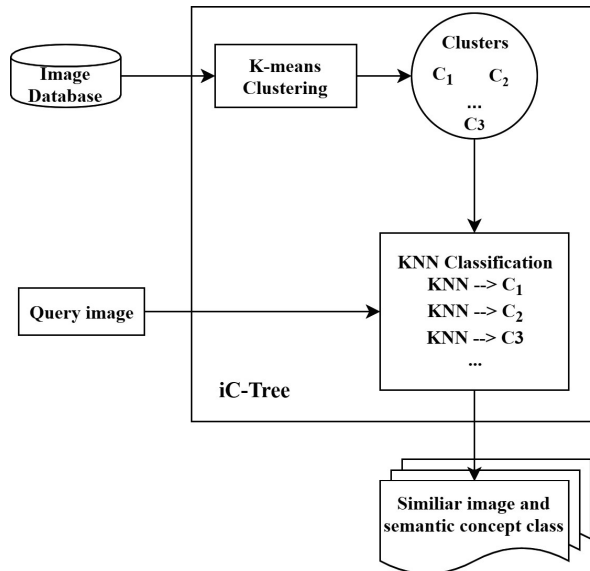 Image
Database
K-means
Clustering
Clusters
C1 C2
...
C3
KNN Classification
KNN --> C1
KNN --> C2
KNN --> C3
...
Query image
iC-Tree
Similiar image and
semantic concept class